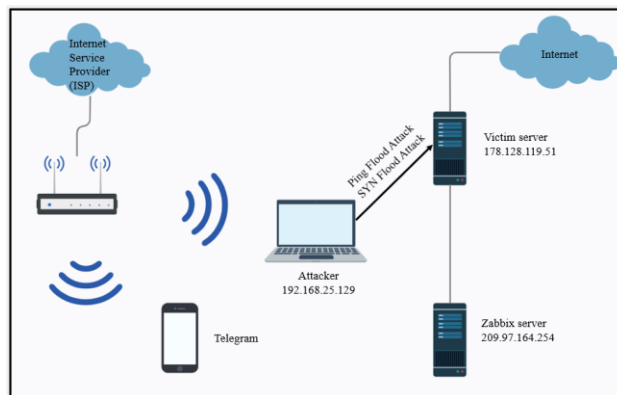 Internet
Service
Provider
(ISP)
Internet
Ping Flood Attack
SYN Flood Attack
Victim server
178.128.119.51
Attacker
192.168.25.129
Telegram
Zabbix server
209.97.164.254